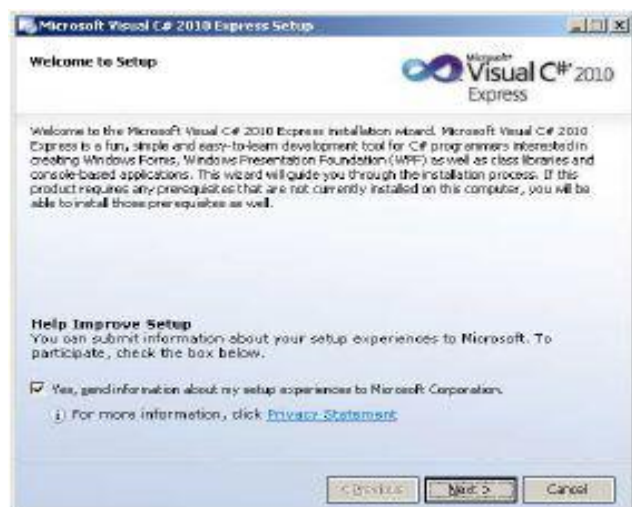 Microsoft Visual C# 2010 Express Setup
Welcome to Setup
Microsoft
Visual C# 2010
Express
Welcome to the Microsoft Visual C# 2010 Express installation wizard. Microsoft Visual C# 2010
Express is a fun, simple and easy-to-learn development tool for C# programmers interested in
creating Windows Forms, Windows Presentation Foundation (WPF) as well as class libraries and
console-based applications. This wizard will guide you through the installation process. If this
product requires any prerequisites that are not currently installed on this computer, you will be
able to install those prerequisites as well.
Help Improve Setup
You can submit information about your setup experiences to Microsoft. To
participate, check the box below.
Yes, send information about my setup experiences to Microsoft Corporation.
For more information, click Privacy Statement
< Previous
Next >
Cancel